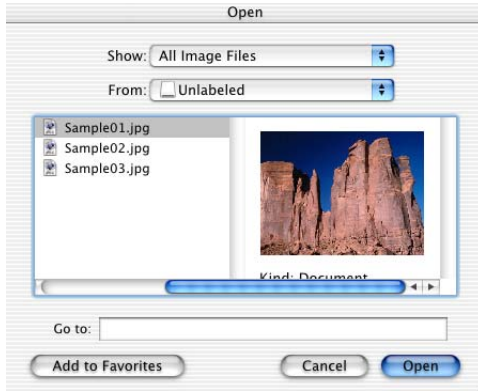 Open
Show: All Image Files
From: Unlabeled
Sample01.jpg
Sample02.jpg
Sample03.jpg
Kind: Document
Go to:
Add to Favorites Cancel Open